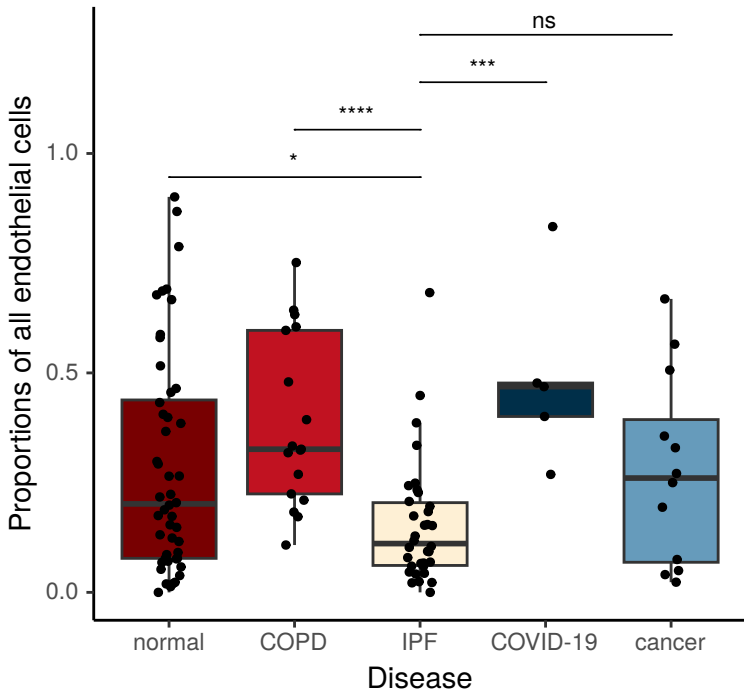 ns
***
****
*
Proportions of all endothelial cells
1.0
0.5
0.0
normal COPD IPF COVID-19 cancer
Disease